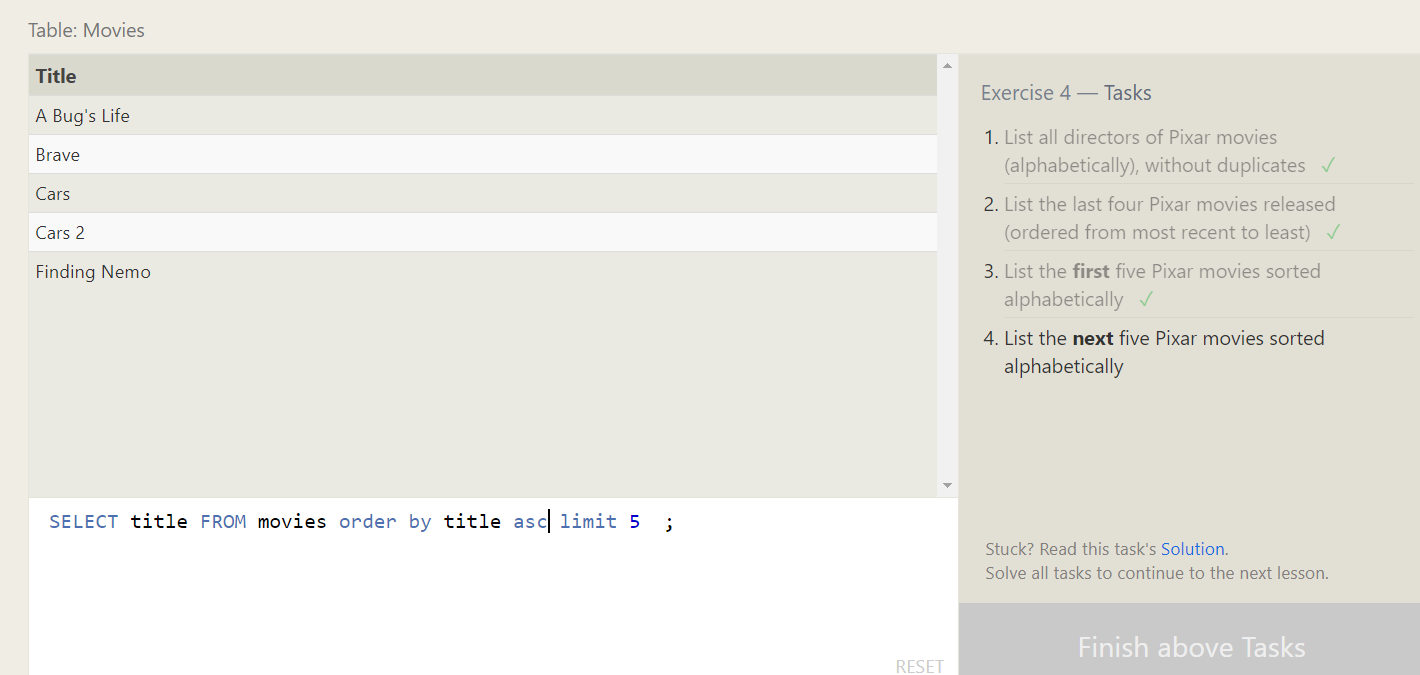 Table: Movies
Title
A Bug's Life
Brave
Cars
Cars 2
Finding Nemo
SELECT title FROM movies order by title asc limit 5  ;
RESET
Exercise 4 — Tasks
1. List all directors of Pixar movies
(alphabetically), without duplicates ✓
2. List the last four Pixar movies released
(ordered from most recent to least) ✓
3. List the first five Pixar movies sorted
alphabetically ✓
4. List the next five Pixar movies sorted
alphabetically
Stuck? Read this task's Solution.
Solve all tasks to continue to the next lesson.
Finish above Tasks